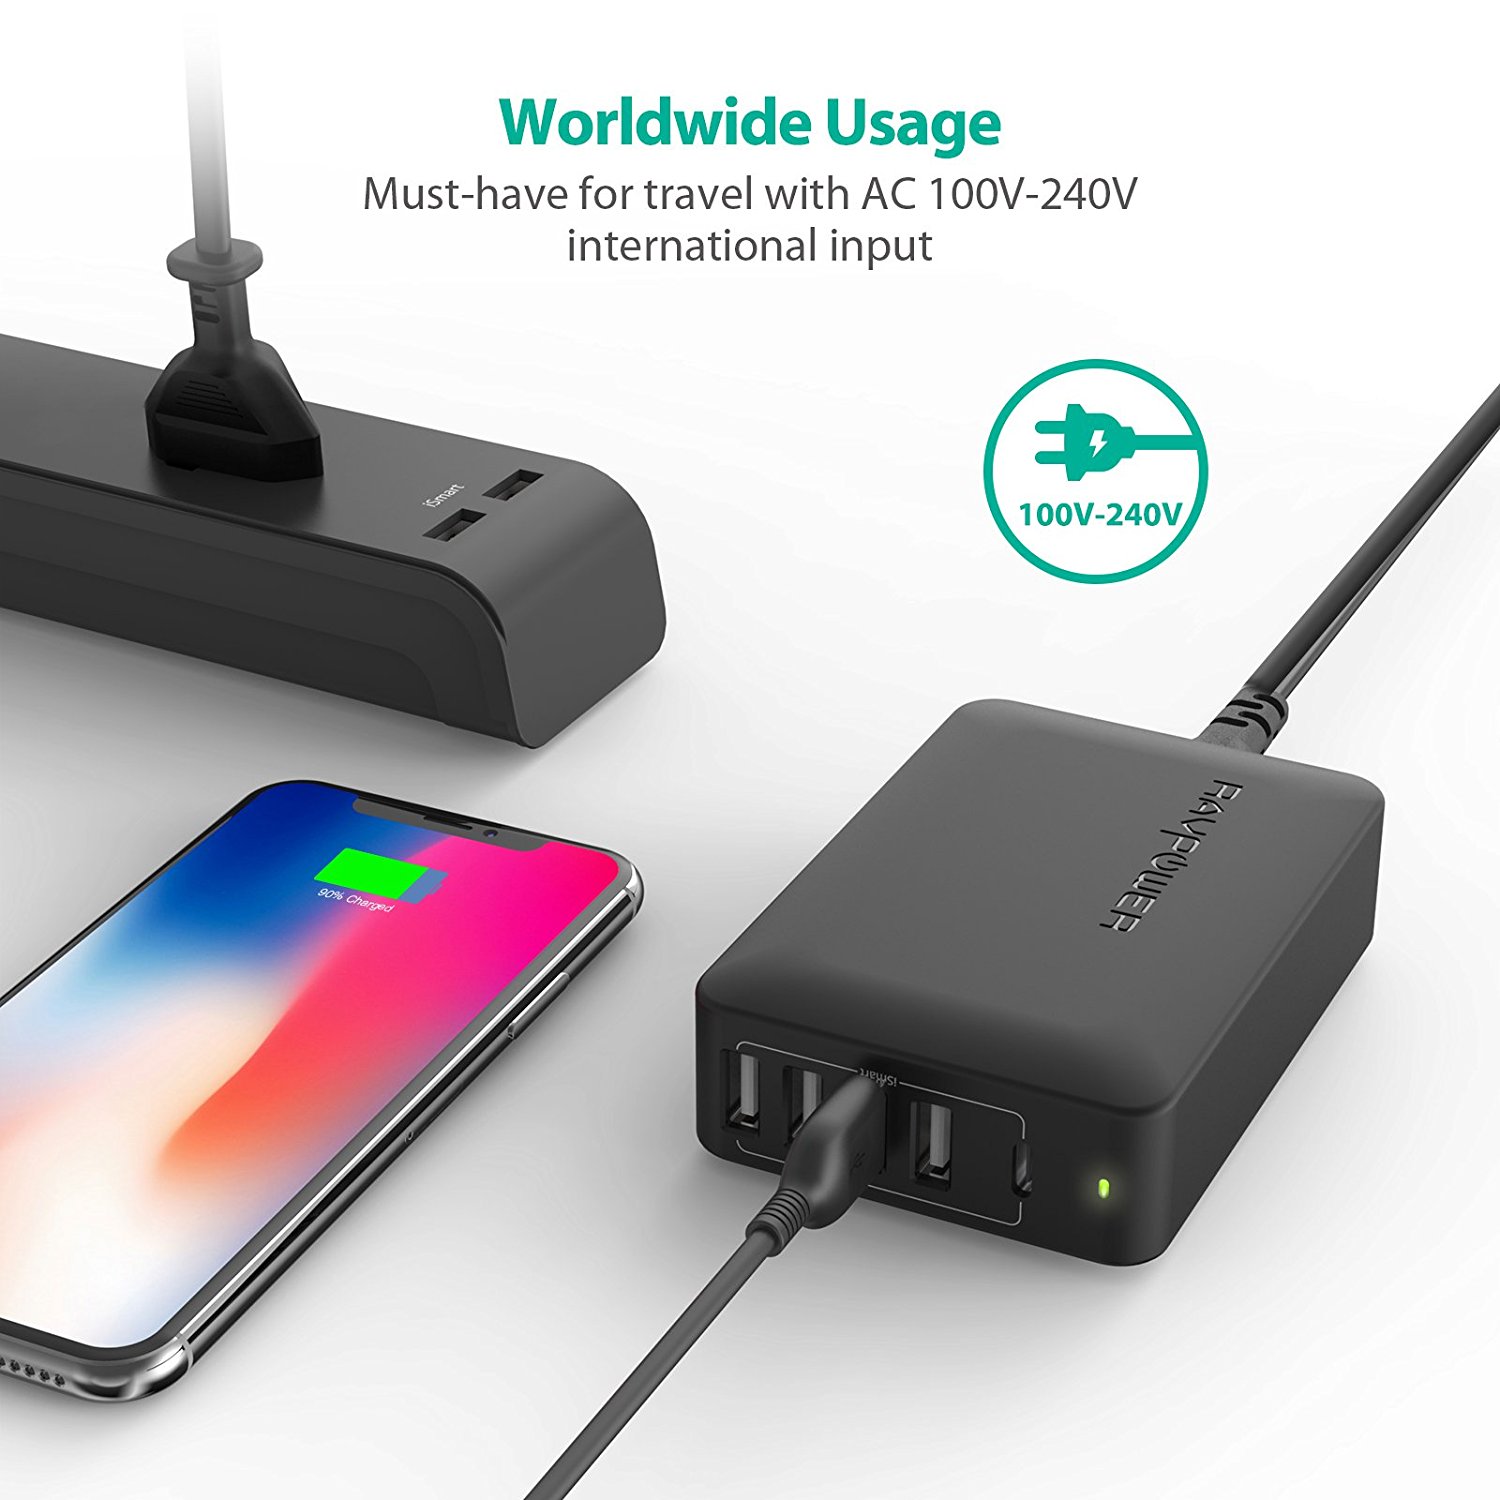 Worldwide Usage
Must-have for travel with AC 100V-240V
international input
iSmart
100V-240V
RAVPOWER
90% Charged
iSmart